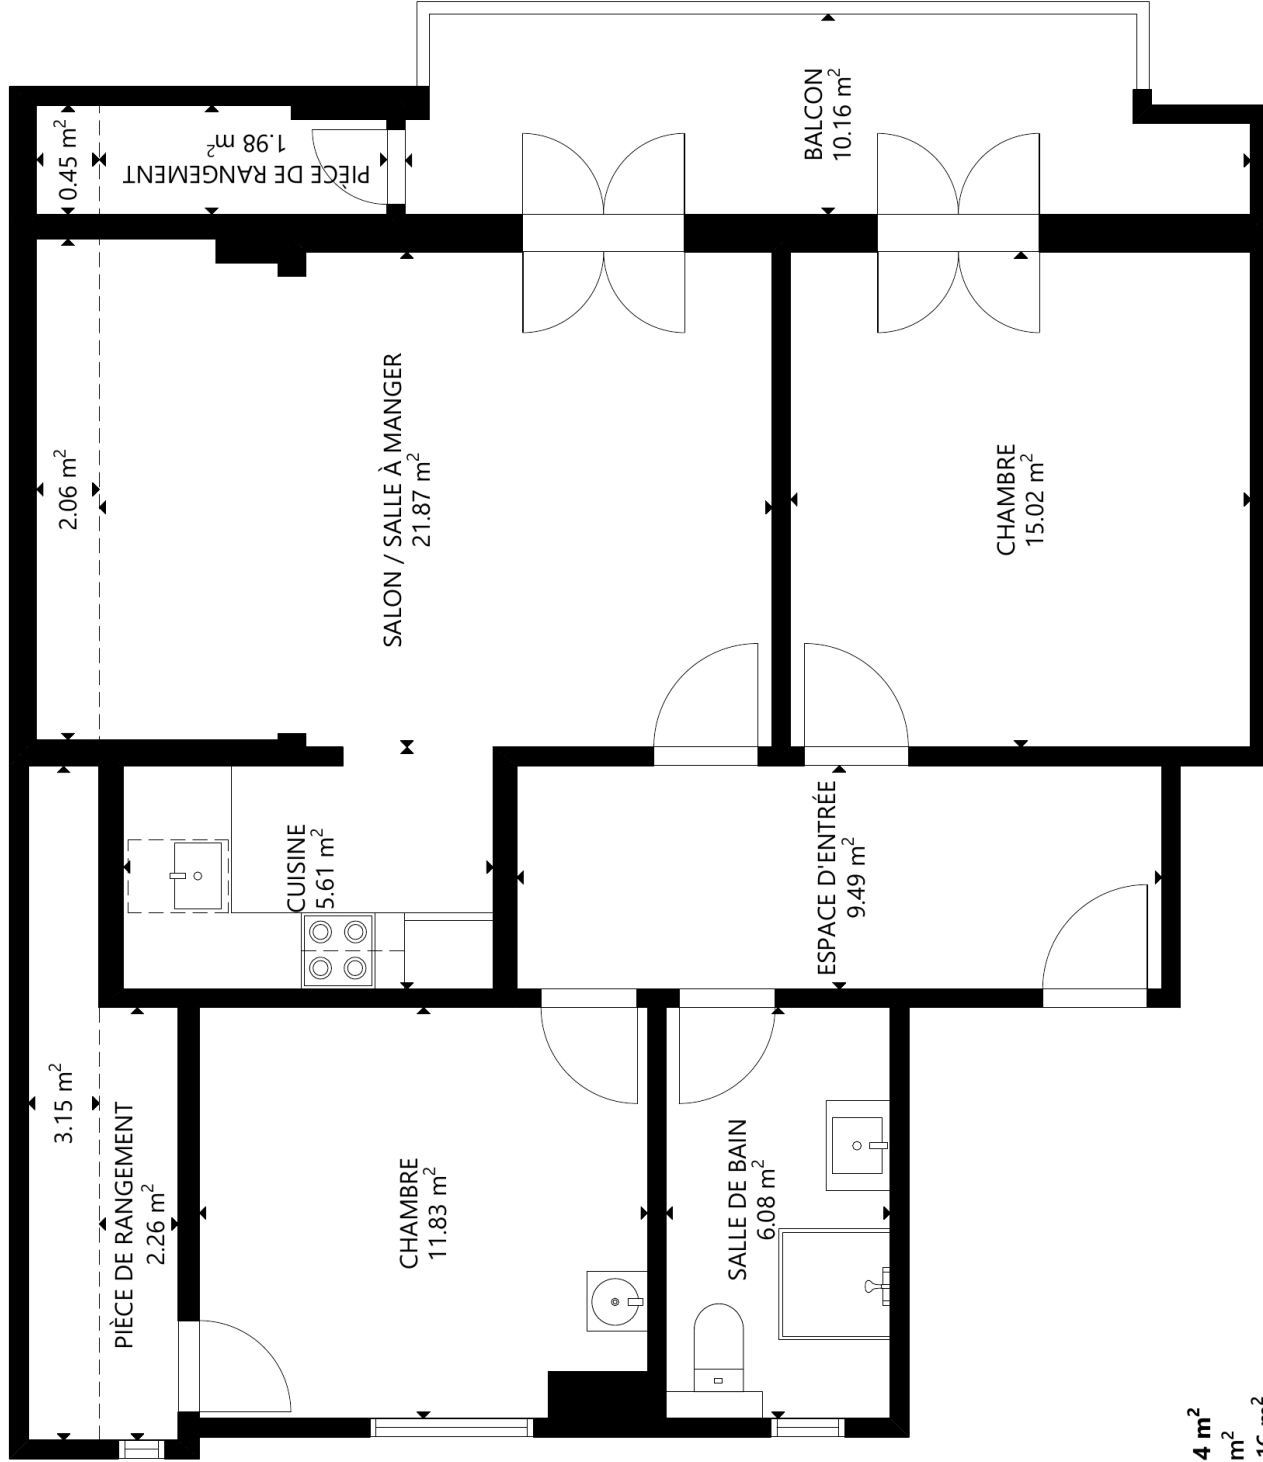 BALCON
10.16 m²
0.45 m²
PIÈCE DE RANGEMENT
1.98 m²
2.06 m²
SALON / SALLE À MANGER
21.87 m²
CHAMBRE
15.02 m²
CUISINE
5.61 m²
ESPACE D'ENTRÉE
9.49 m²
3.15 m²
PIÈCE DE RANGEMENT
2.26 m²
CHAMBRE
11.83 m²
SALLE DE BAIN
6.08 m²
4 m²
m²